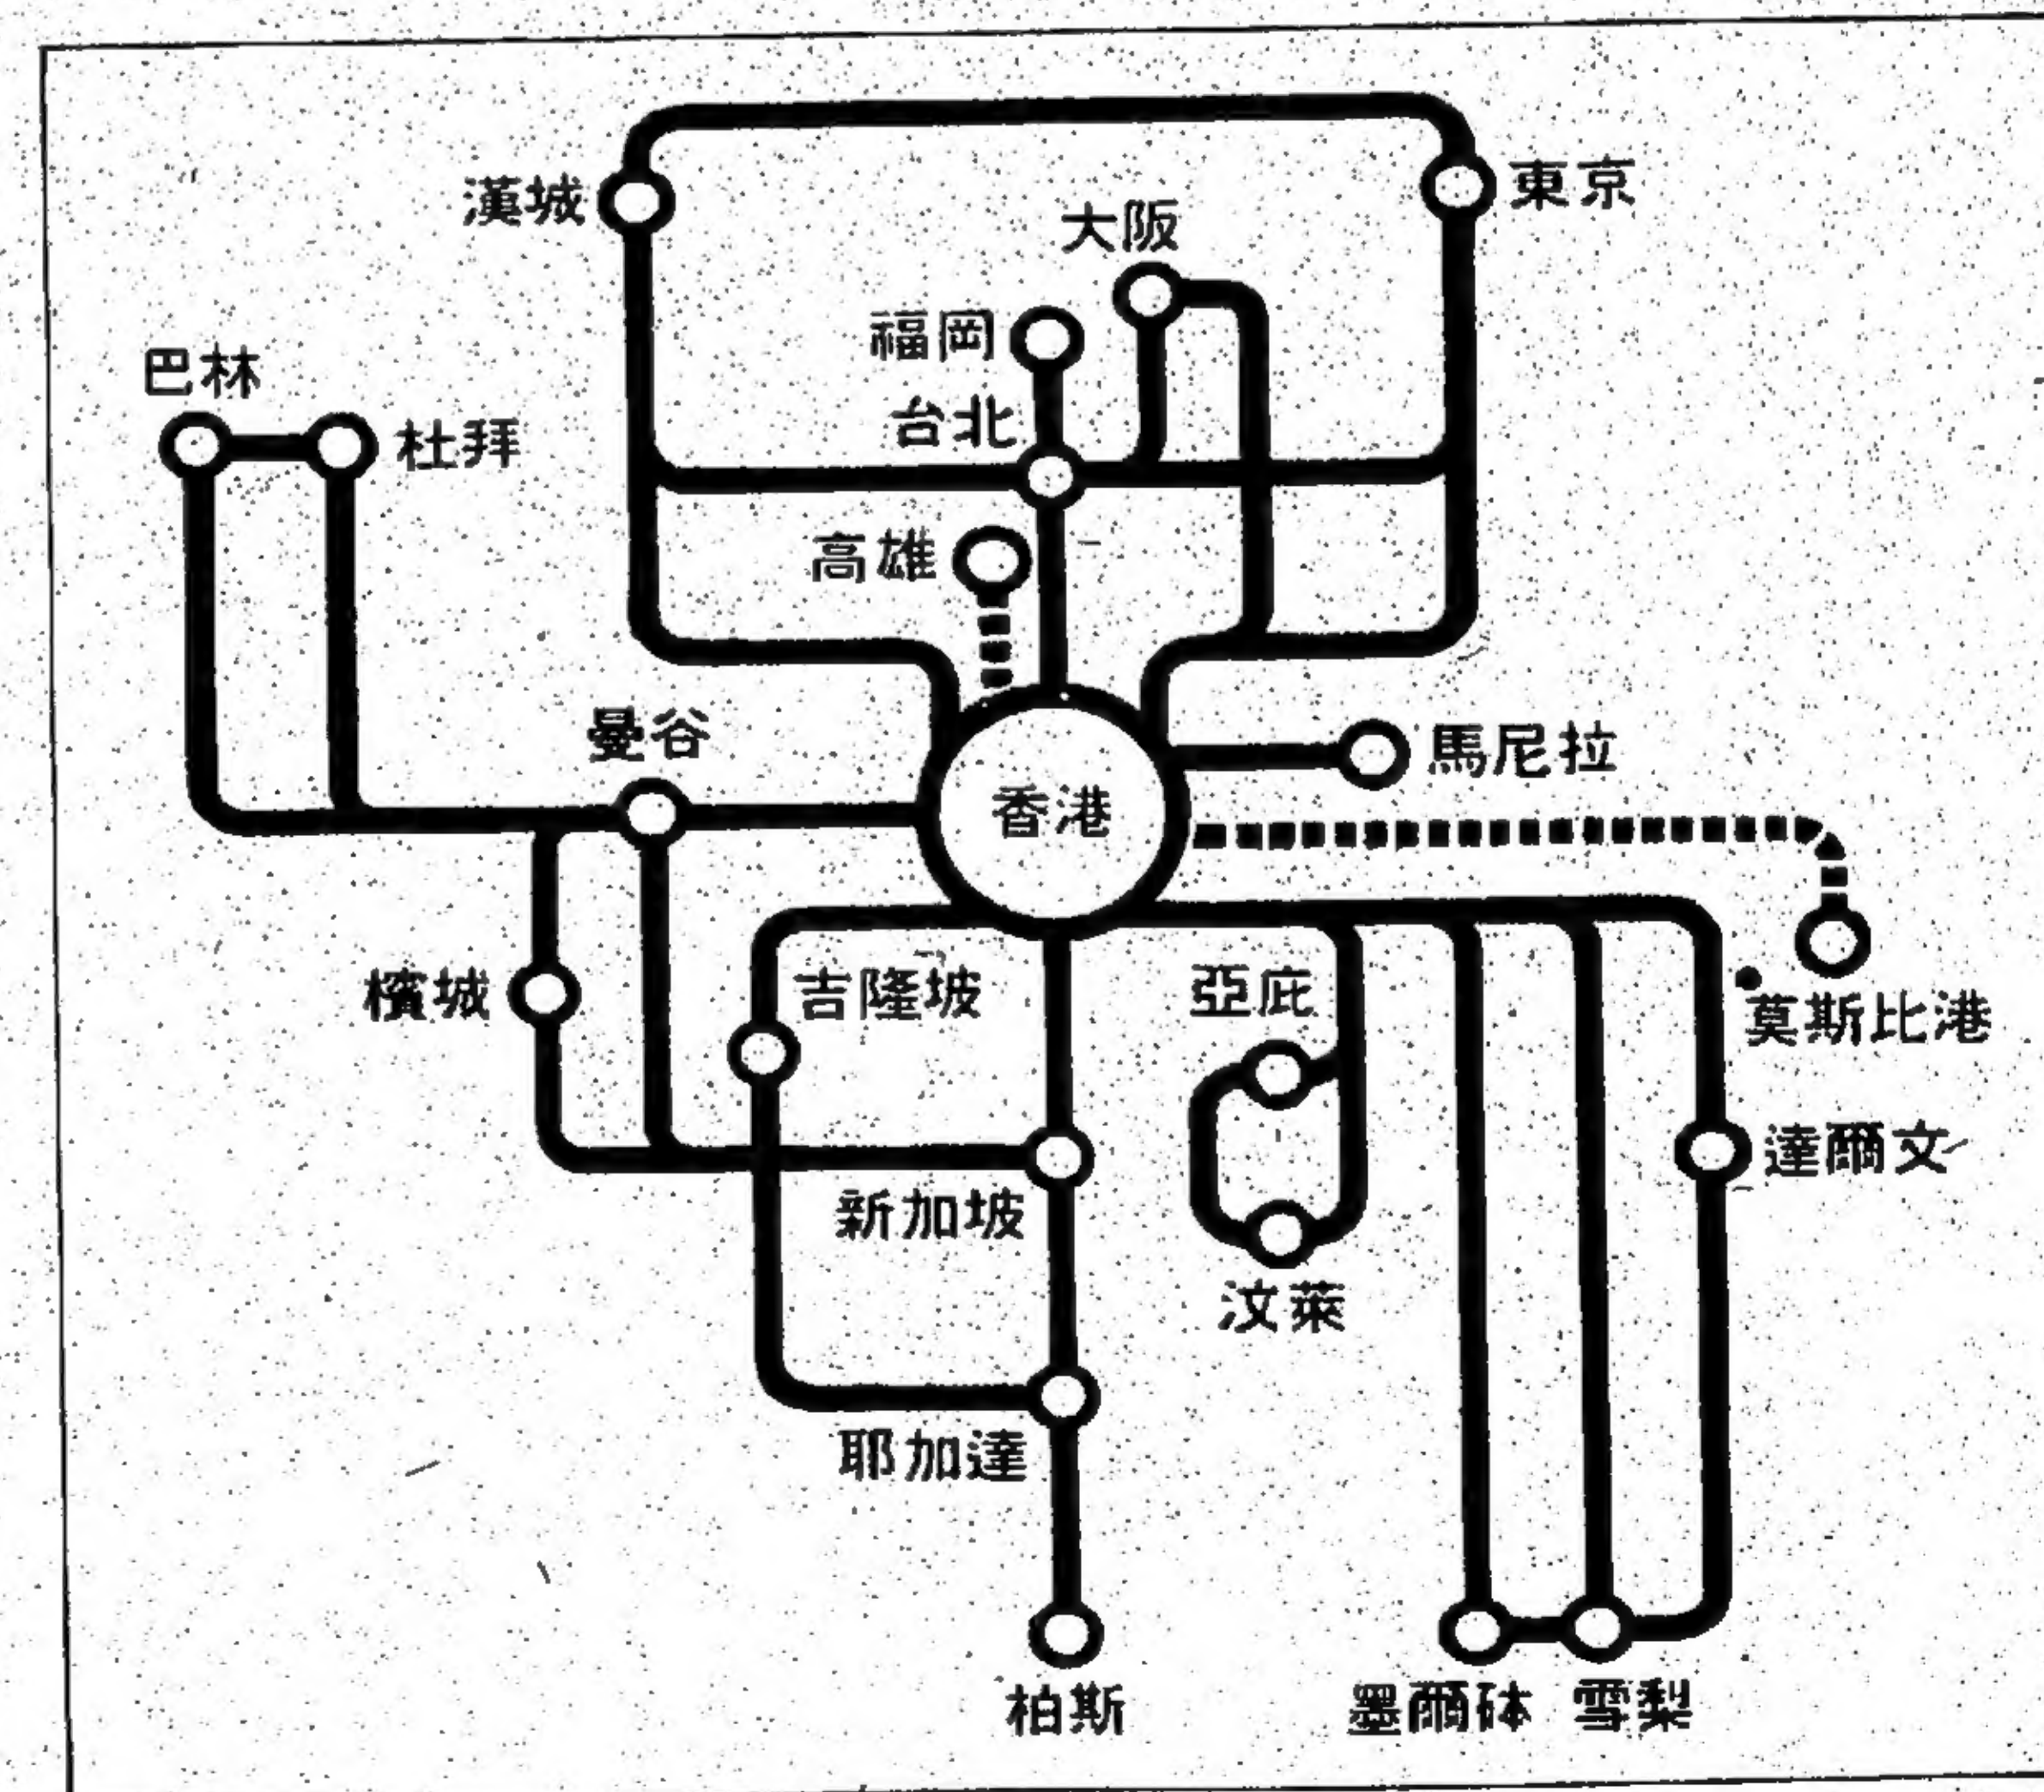 漢城
東京
大阪
福岡
巴林
台北
杜拜
高雄
曼谷
馬尼拉
香港
檳城
吉隆坡
亞庇
莫斯比港
達爾文
新加坡
汶萊
耶加達
柏斯
墨爾砵
雪梨